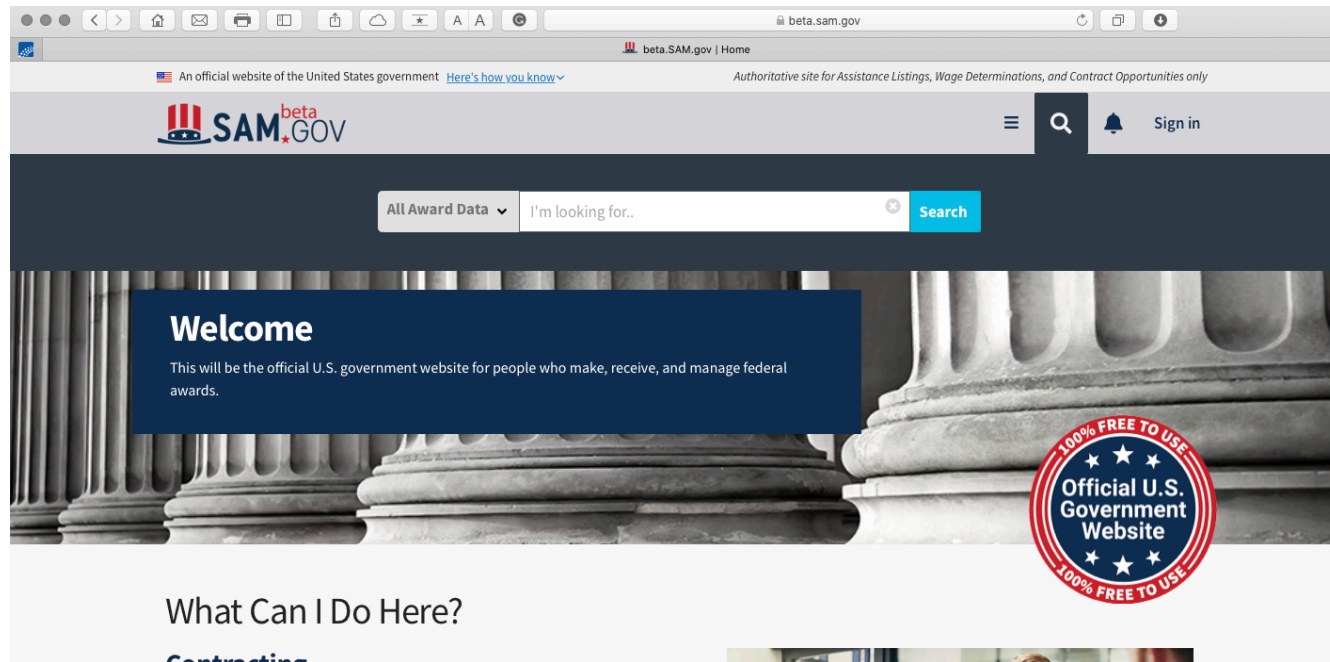 A A
beta.sam.gov
beta.SAM.gov | Home
An official website of the United States government Here's how you know
Authoritative site for Assistance Listings, Wage Determinations, and Contract Opportunities only
SAM.GOV beta
Sign in
All Award Data
I'm looking for..
Search
Welcome
This will be the official U.S. government website for people who make, receive, and manage federal
awards.
100% FREE TO USE
Official U.S.
Government
Website
100% FREE TO USE
What Can I Do Here?
Contracting